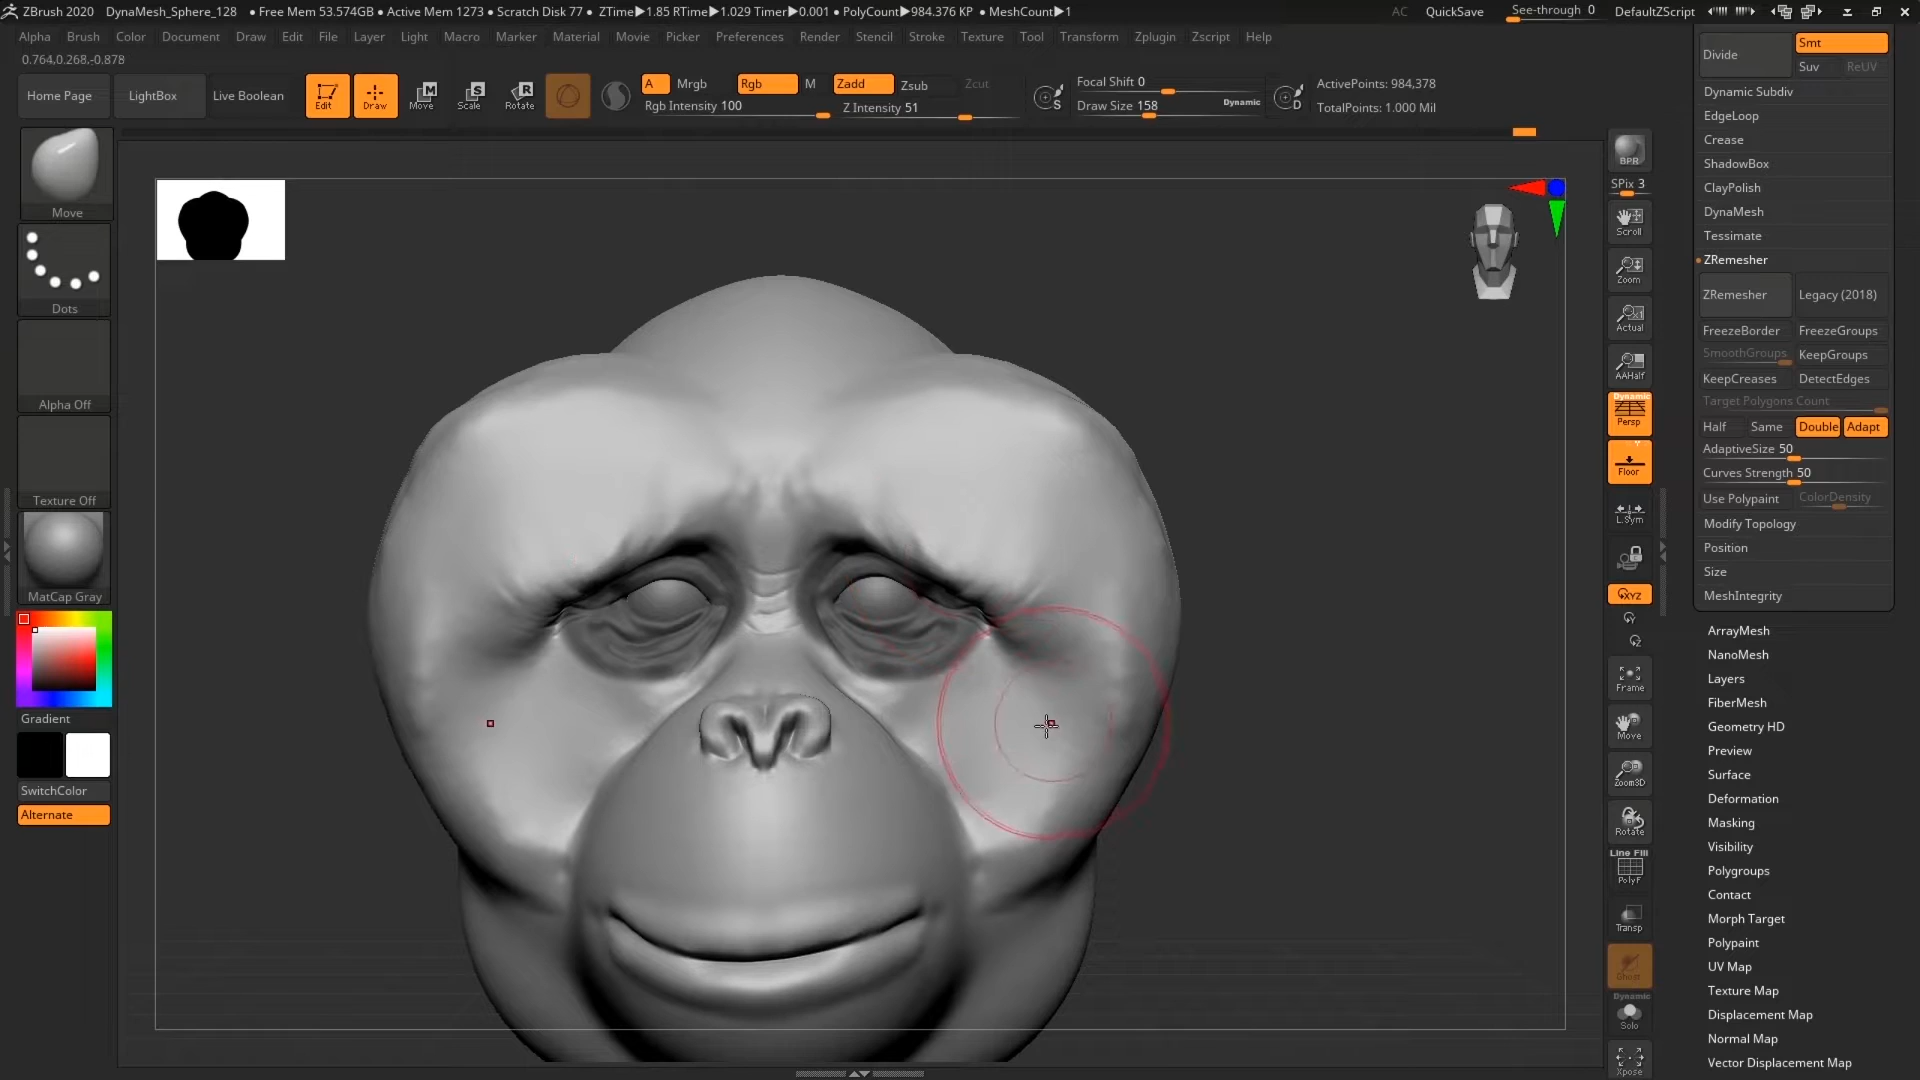 ZBrush 2020 DynaMesh_Sphere_128 • Free Mem 53.574GB • Active Mem 1273 • Scratch Disk 77 • ZTime▶1.85 RTime▶1.029 Timer▶0.001 • PolyCount▶984.376 KP • MeshCount▶1 AC QuickSave See-through 0 DefaultZScript
Alpha Brush Color Document Draw Edit File Layer Light Macro Marker Material Movie Picker Preferences Render Stencil Stroke Texture Tool Transform Zplugin Zscript Help
0.764,0.268,-0.878
Home Page LightBox Live Boolean Edit Draw Move Scale Rotate
M S R
A Mrgb Rgb M Zadd Zsub Zcut
Rgb Intensity 100 Z Intensity 51
S Focal Shift 0
Draw Size 158 Dynamic D
ActivePoints: 984,378
TotalPoints: 1.000 Mil
Move
Dots
Alpha Off
Texture Off
MatCap Gray
Gradient
SwitchColor
Alternate
BPR
SPix 3
Scroll
Zoom
Actual
AAHalf
Dynamic
Persp
Floor
L.Sym
XYZ
Y
Z
Frame
Move
Zoom3D
Rotate
Line Fill
PolyF
Transp
Ghost
Dynamic
Solo
Xpose
Divide Smt
Suv ReUV
Dynamic Subdiv
EdgeLoop
Crease
ShadowBox
ClayPolish
DynaMesh
Tessimate
ZRemesher
ZRemesher Legacy (2018)
FreezeBorder FreezeGroups
SmoothGroups KeepGroups
KeepCreases DetectEdges
Target Polygons Count
Half Same Double Adapt
AdaptiveSize 50
Curves Strength 50
Use Polypaint ColorDensity
Modify Topology
Position
Size
MeshIntegrity
ArrayMesh
NanoMesh
Layers
FiberMesh
Geometry HD
Preview
Surface
Deformation
Masking
Visibility
Polygroups
Contact
Morph Target
Polypaint
UV Map
Texture Map
Displacement Map
Normal Map
Vector Displacement Map